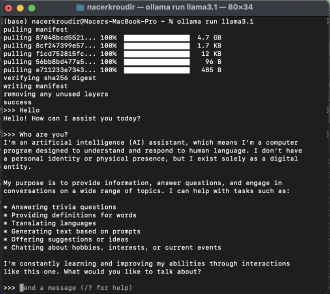 nacerkroudir — ollama run llama3.1 — 80×34
(base) nacerkroudir@Nacers-MacBook-Pro ~ % ollama run llama3.1
pulling manifest
pulling 87048bcd5521... 100% 4.7 GB
pulling 8cf247399e57... 100% 1.7 KB
pulling f1cd752815fc... 100% 12 KB
pulling 56bb8bd477a5... 100% 96 B
pulling e711233e7343... 100% 485 B
verifying sha256 digest
writing manifest
removing any unused layers
success
>>> Hello
Hello! How can I assist you today?
>>> Who are you?
I'm an artificial intelligence (AI) assistant, which means I'm a computer
program designed to understand and respond to human language. I don't have
a personal identity or physical presence, but I exist solely as a digital
entity.
My purpose is to provide information, answer questions, and engage in
conversations on a wide range of topics. I can help with tasks such as:
* Answering trivia questions
* Providing definitions for words
* Translating languages
* Generating text based on prompts
* Offering suggestions or ideas
* Chatting about hobbies, interests, or current events
I'm constantly learning and improving my abilities through interactions
like this one. What would you like to talk about?
>>> Send a message (/? for help)